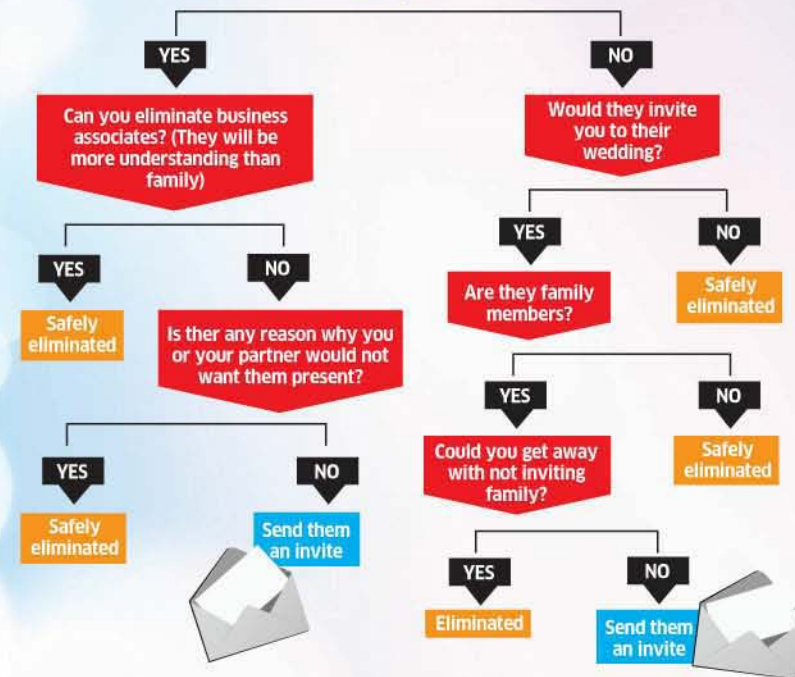 YES
NO
Can you eliminate business
associates? (They will be
more understanding than
family)
Would they invite
you to their
wedding?
YES
NO
YES
NO
Safely
eliminated
Is ther any reason why you
or your partner would not
want them present?
Are they family
members?
Safely
eliminated
YES
NO
YES
NO
Safely
eliminated
Send them
an invite
Could you get away
with not inviting
family?
Safely
eliminated
YES
NO
Eliminated
Send them
an invite